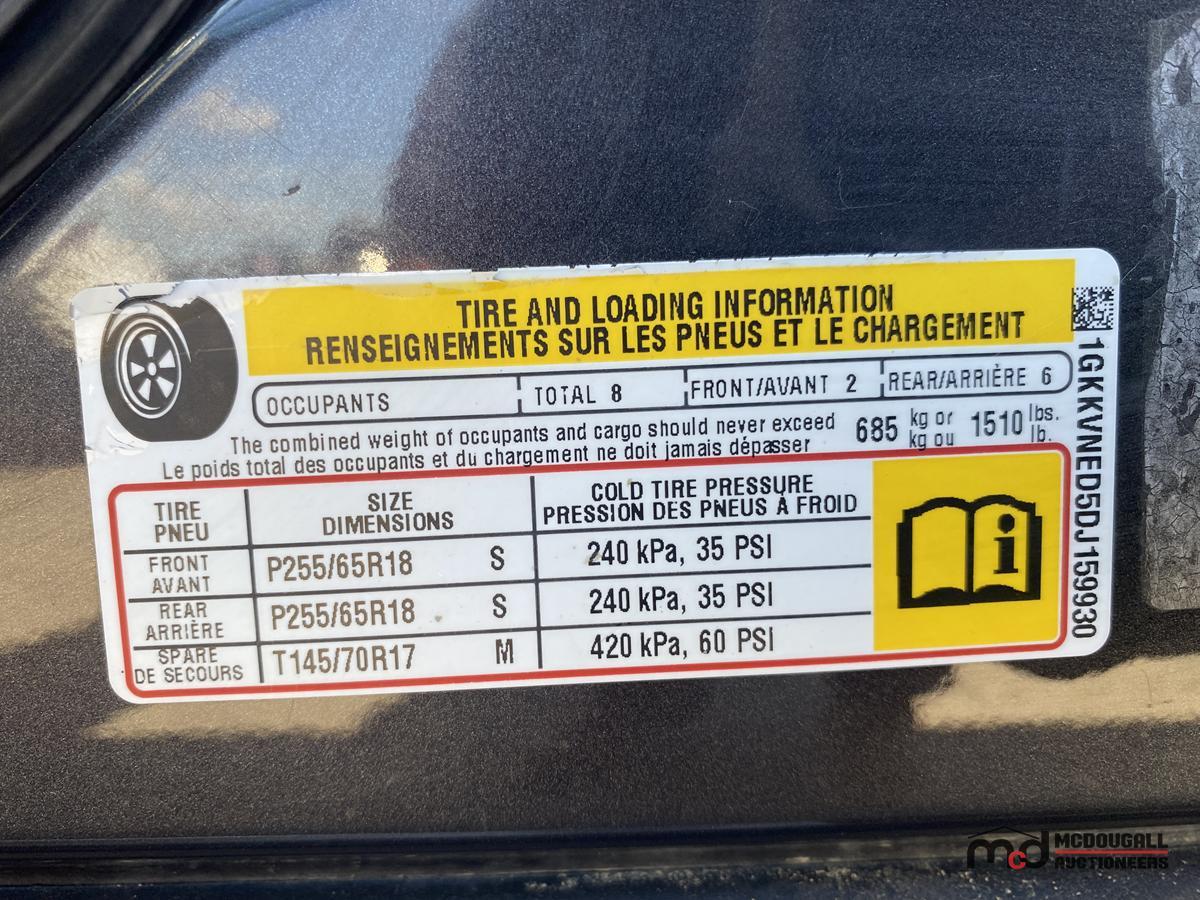 TIRE AND LOADING INFORMATION
RENSEIGNEMENTS SUR LES PNEUS ET LE CHARGEMENT
OCCUPANTS TOTAL 8 FRONT/AVANT 2 REAR/ARRIÈRE 6
The combined weight of occupants and cargo should never exceed 685 kg or 1510 lbs.
Le poids total des occupants et du chargement ne doit jamais dépasser kg ou lb.
TIRE SIZE COLD TIRE PRESSURE
PNEU DIMENSIONS PRESSION DES PNEUS À FROID
FRONT
AVANT P255/65R18 S 240 kPa, 35 PSI
REAR
ARRIÈRE P255/65R18 S 240 kPa, 35 PSI
SPARE
DE SECOURS T145/70R17 M 420 kPa, 60 PSI
i
1GKKVNED5DJ159930
mcd MCDOUGALL
AUCTIONEERS